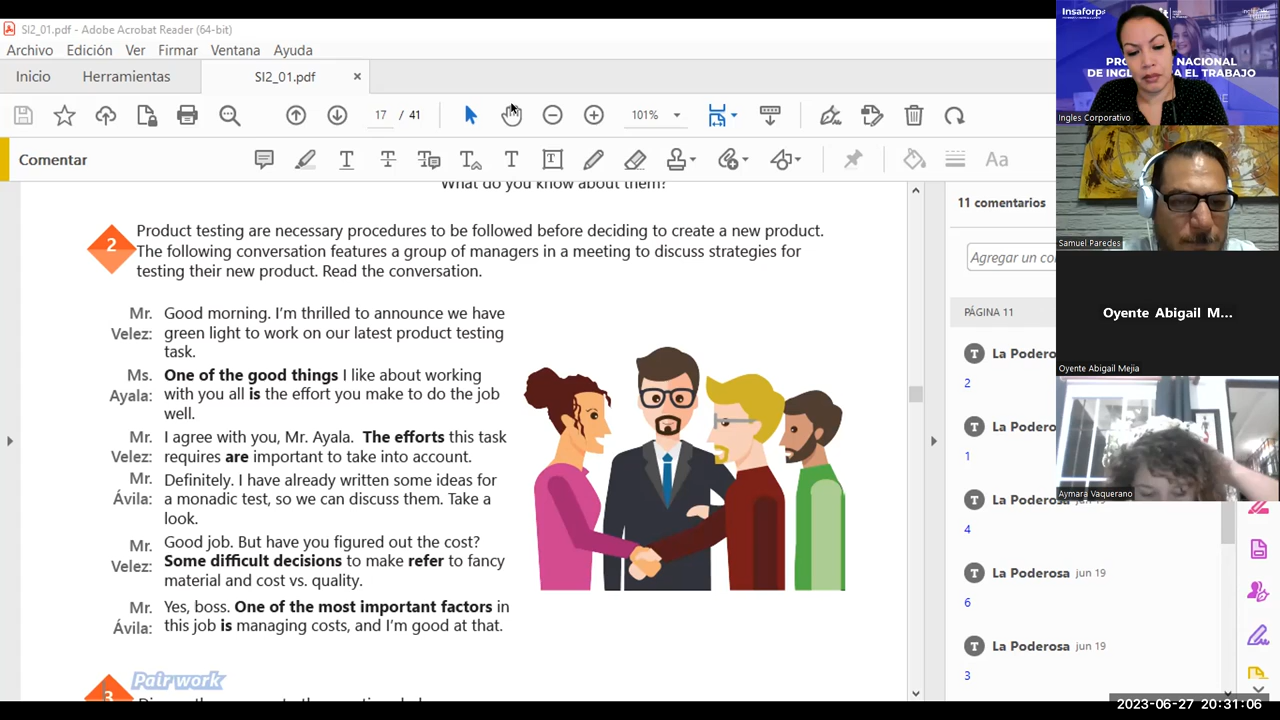 SI2_01.pdf - Adobe Acrobat Reader (64-bit)
Archivo Edición Ver Firmar Ventana Ayuda
Inicio Herramientas SI2_01.pdf ×
17 / 41 101%
Comentar
What do you know about them?
2 Product testing are necessary procedures to be followed before deciding to create a new product.
The following conversation features a group of managers in a meeting to discuss strategies for
testing their new product. Read the conversation.
Mr. Good morning. I'm thrilled to announce we have
Velez: green light to work on our latest product testing
task.
Ms. One of the good things I like about working
Ayala: with you all is the effort you make to do the job
well.
Mr. I agree with you, Mr. Ayala. The efforts this task
Velez: requires are important to take into account.
Mr. Definitely. I have already written some ideas for
Ávila: a monadic test, so we can discuss them. Take a
look.
Mr. Good job. But have you figured out the cost?
Velez: Some difficult decisions to make refer to fancy
material and cost vs. quality.
Mr. Yes, boss. One of the most important factors in
Ávila: this job is managing costs, and I'm good at that.
3 Pair work
11 comentarios
Agregar un co
PÁGINA 11
T La Poderos
2
T La Poderos
1
T La Poderosa jun 19
4
T La Poderosa jun 19
6
T La Poderosa jun 19
3
Insaforp
NACIONAL
DE INGL A EL TRABAJO
Ingles Corporativo
Samuel Paredes
Oyente Abigail M...
Oyente Abigail Mejia
Aymara Vaquerano
2023-06-27 20:31:06